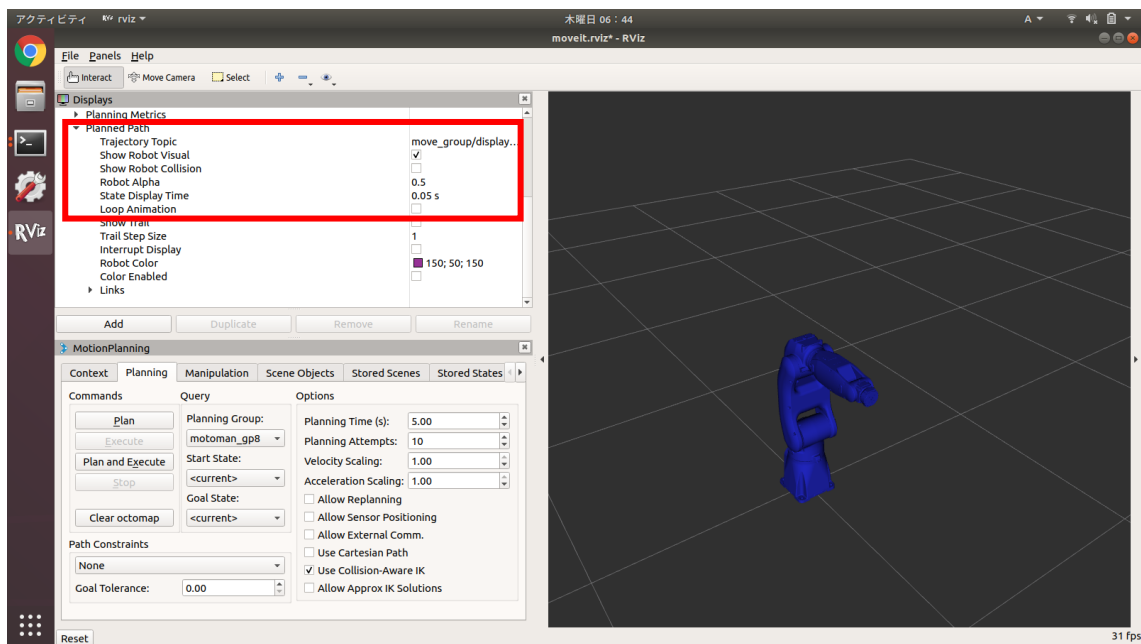 アクティビティ RViz rviz 木曜日 06：44 A
moveit.rviz* - RViz
File Panels Help
Interact Move Camera Select
Displays
Planning Metrics
Planned Path
Trajectory Topic move_group/display...
Show Robot Visual
Show Robot Collision
Robot Alpha 0.5
State Display Time 0.05 s
Loop Animation
Show Trail
Trail Step Size 1
Interrupt Display
Robot Color 150; 50; 150
Color Enabled
Links
Add Duplicate Remove Rename
MotionPlanning
Context Planning Manipulation Scene Objects Stored Scenes Stored States
Commands Query Options
Plan Planning Group: Planning Time (s): 5.00
Execute motoman_gp8 Planning Attempts: 10
Plan and Execute Start State: Velocity Scaling: 1.00
Stop <current> Acceleration Scaling: 1.00
Goal State: Allow Replanning
Clear octomap <current> Allow Sensor Positioning
Allow External Comm.
Path Constraints Use Cartesian Path
None Use Collision-Aware IK
Goal Tolerance: 0.00 Allow Approx IK Solutions
Reset 31 fps
RViz